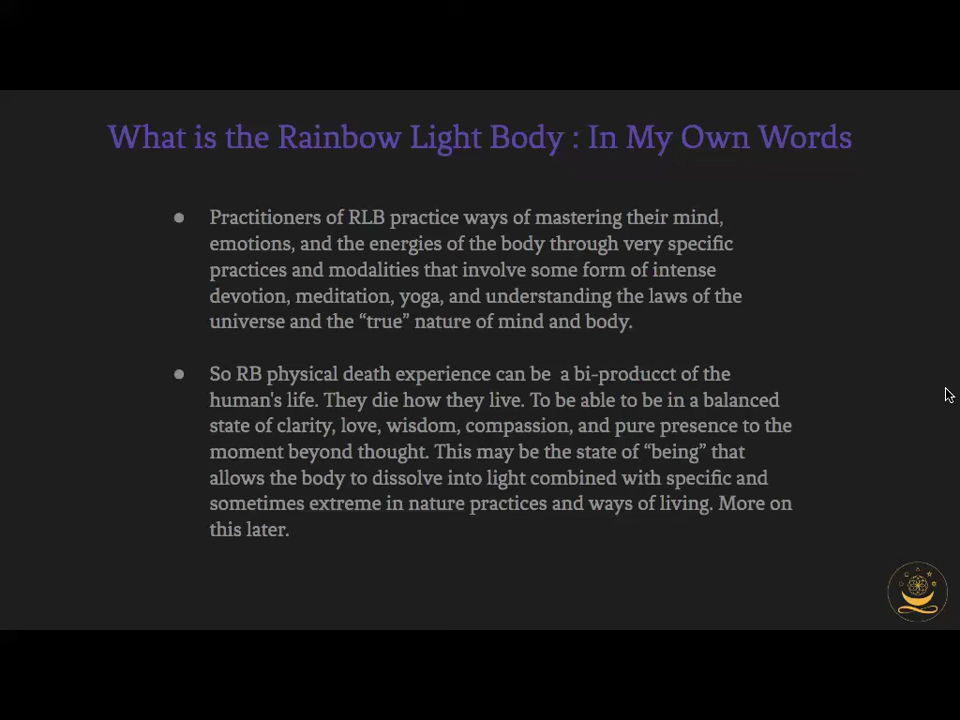 What is the Rainbow Light Body : In My Own Words
● Practitioners of RLB practice ways of mastering their mind,
emotions, and the energies of the body through very specific
practices and modalities that involve some form of intense
devotion, meditation, yoga, and understanding the laws of the
universe and the “true” nature of mind and body.
● So RB physical death experience can be  a bi-producct of the
human's life. They die how they live. To be able to be in a balanced
state of clarity, love, wisdom, compassion, and pure presence to the
moment beyond thought. This may be the state of “being” that
allows the body to dissolve into light combined with specific and
sometimes extreme in nature practices and ways of living. More on
this later.